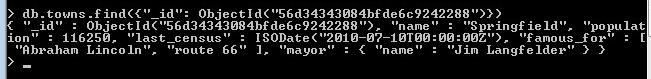 > db.towns.find({"_id": ObjectId("56d34343084bfde6c9242288")})
{ "_id" : ObjectId("56d34343084bfde6c9242288"), "name" : "Springfield", "populat
ion" : 116250, "last_census" : ISODate("2010-07-10T00:00:00Z"), "famous_for" : [
 "Abraham Lincoln", "route 66" ], "mayor" : { "name" : "Jim Langfelder" } }
> _